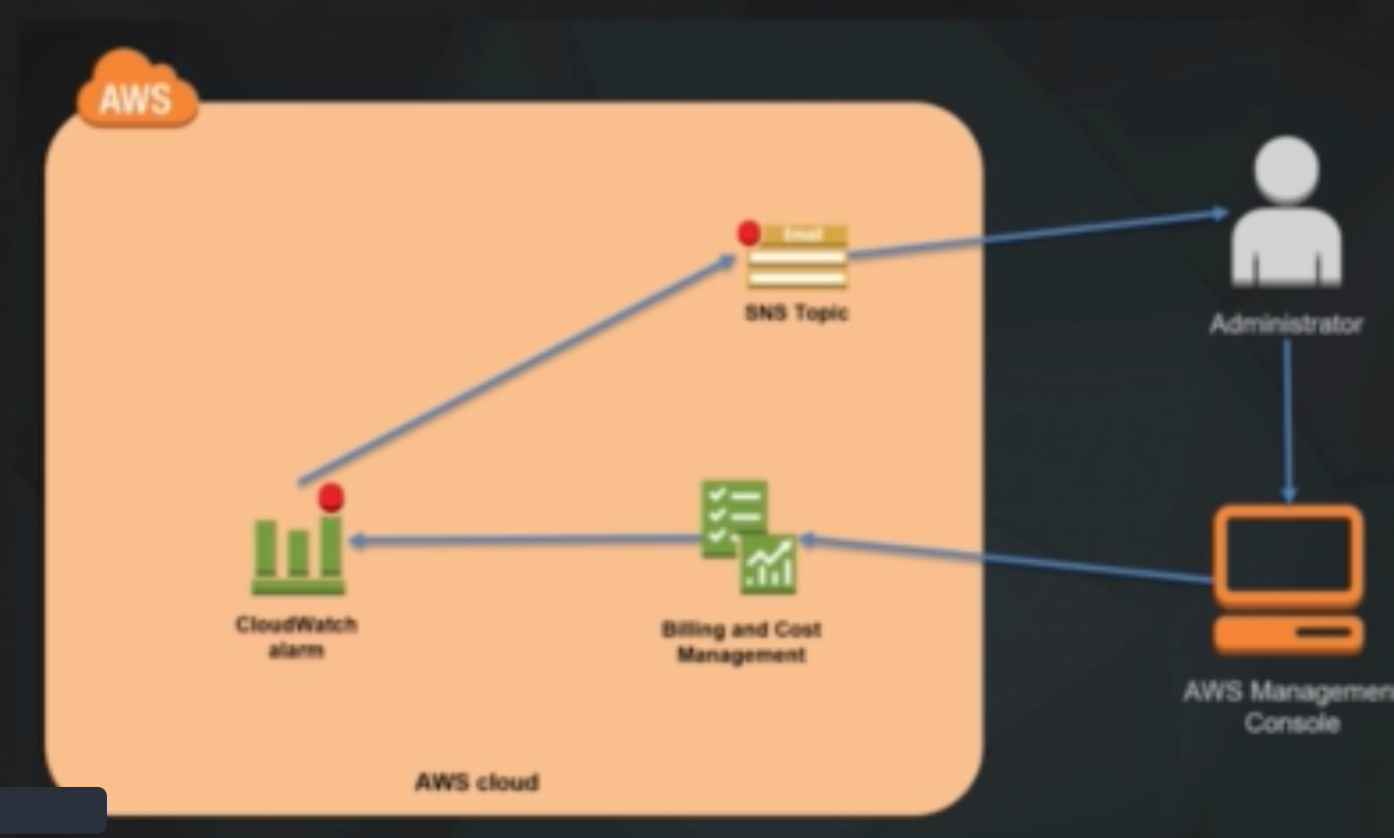 AWS
Email
SNS Topic
Administrator
CloudWatch
alarm
Billing and Cost
Management
AWS Managemen
Console
AWS cloud